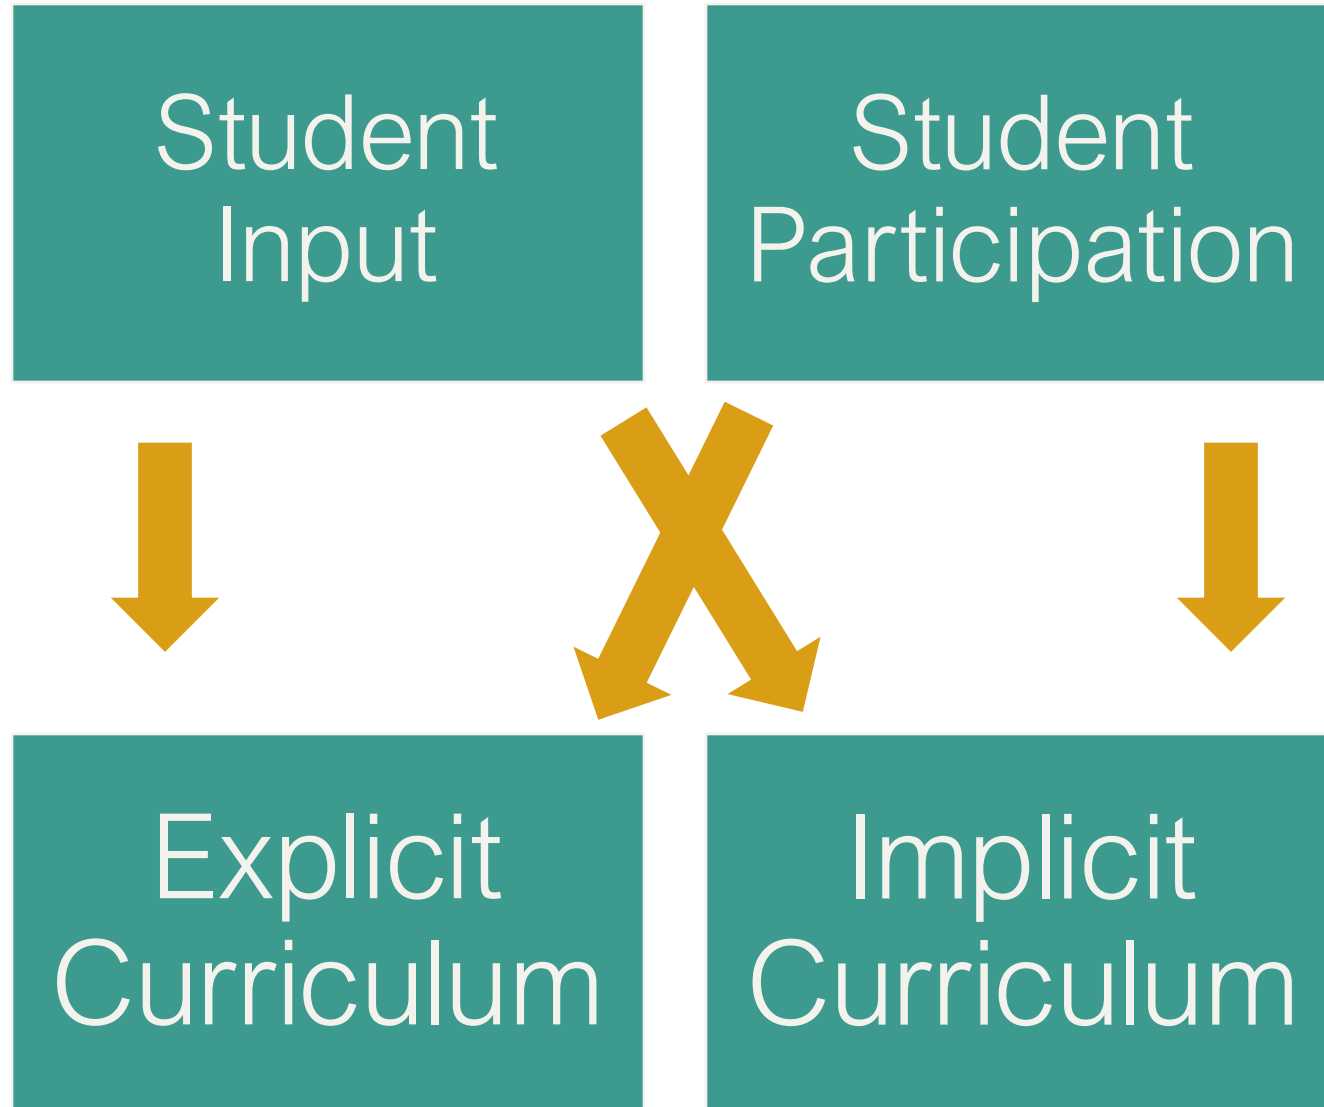 Student
Input
Student
Participation
Explicit
Curriculum
Implicit
Curriculum